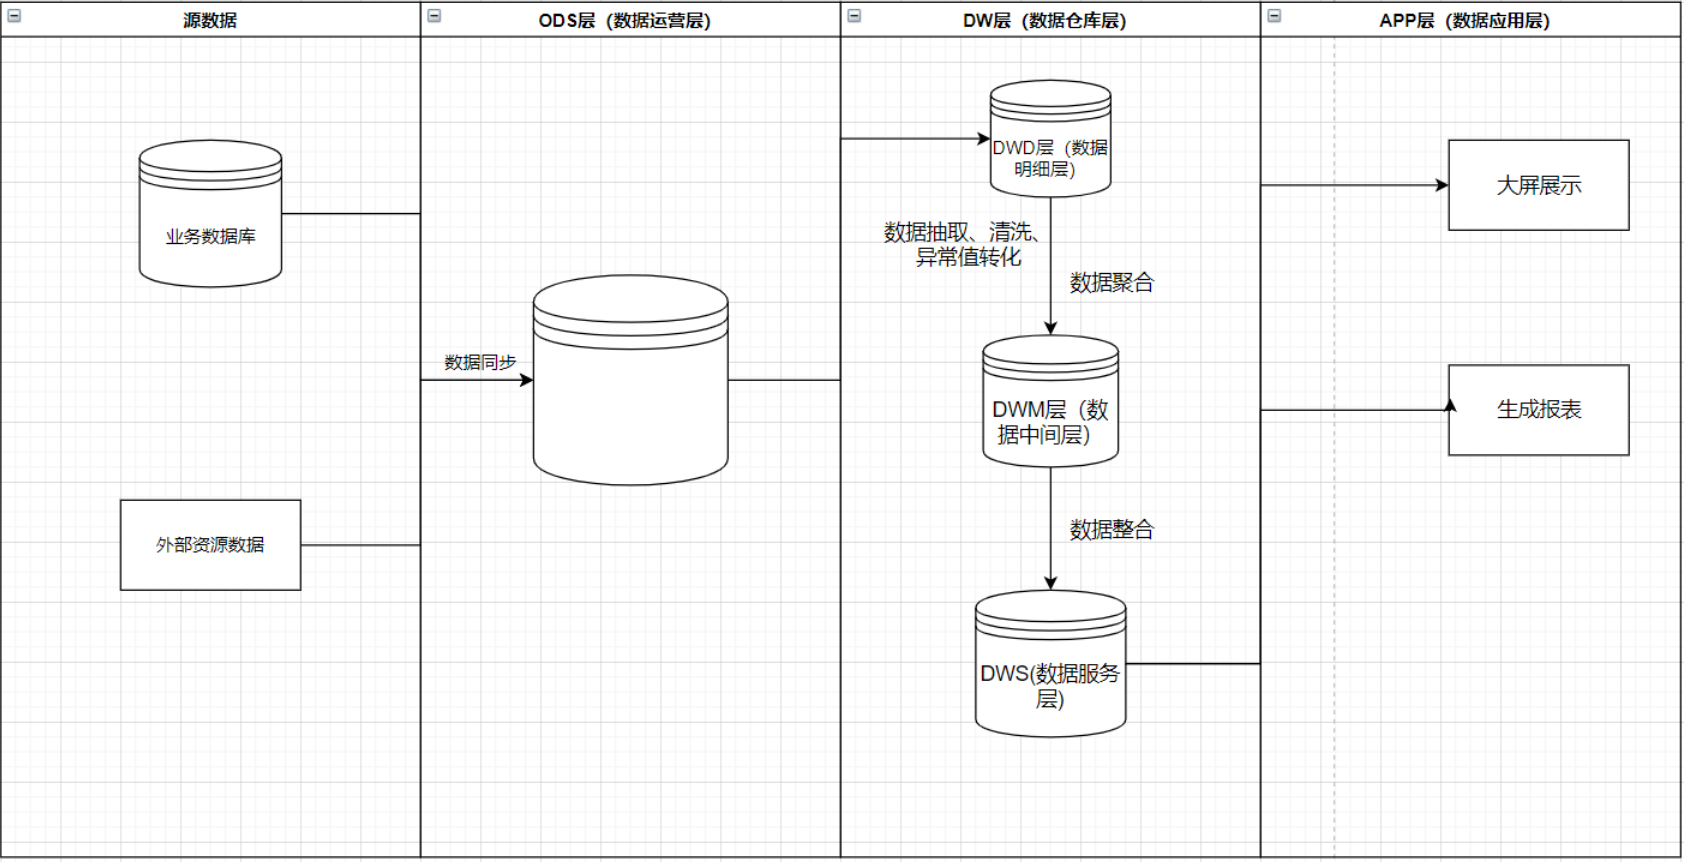 源数据
ODS层（数据运营层）
DW层（数据仓库层）
APP层（数据应用层）
业务数据库
外部资源数据
数据同步
DWD层（数据
明细层）
数据抽取、清洗、
异常值转化
数据聚合
DWM层（数
据中间层）
数据整合
DWS(数据服务
层)
大屏展示
生成报表